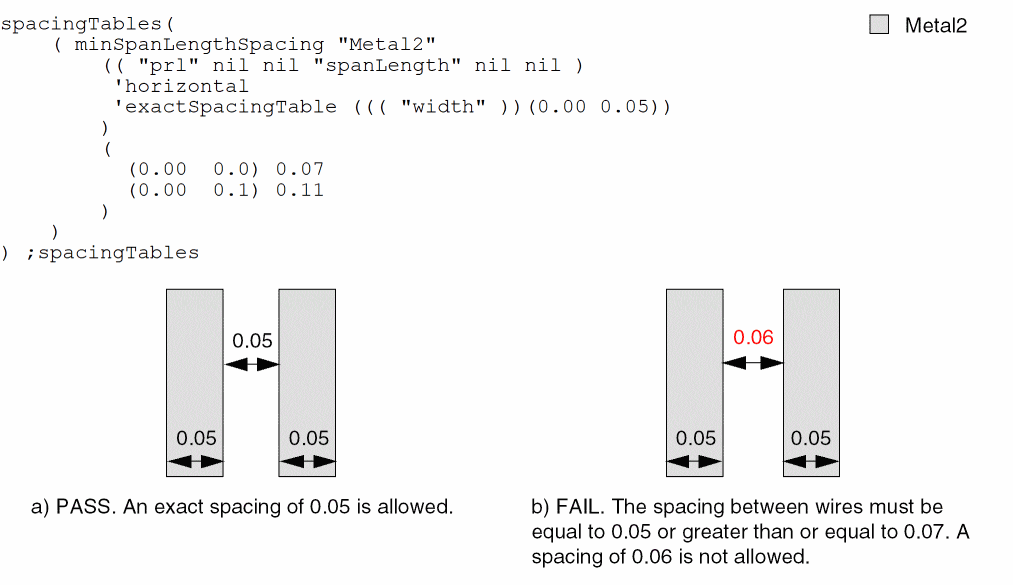 spacingTables(
( minSpanLengthSpacing "Metal2"
(( "prl" nil nil "spanLength" nil nil )
'horizontal
'exactSpacingTable ((( "width" ))(0.00 0.05))
)
(
(0.00 0.0) 0.07
(0.00 0.1) 0.11
)
)
) ;spacingTables
Metal2
0.05
0.05 0.05
a) PASS. An exact spacing of 0.05 is allowed.
0.06
0.05 0.05
b) FAIL. The spacing between wires must be
equal to 0.05 or greater than or equal to 0.07. A
spacing of 0.06 is not allowed.